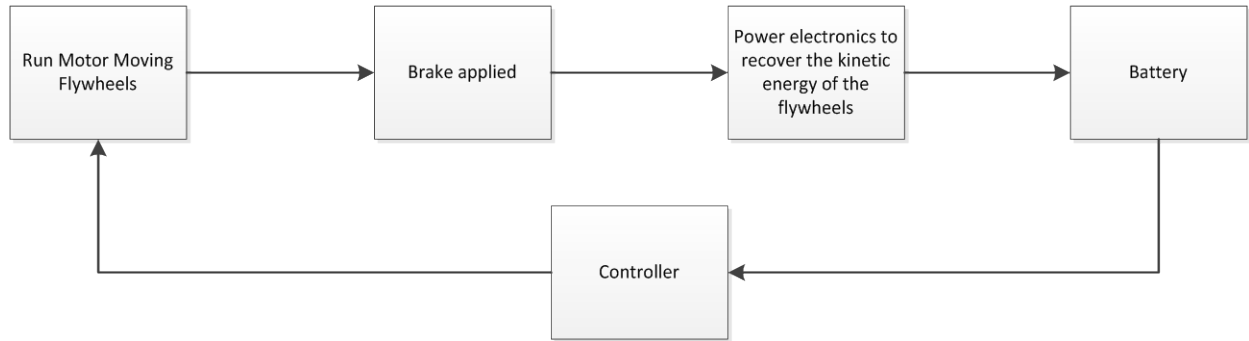 Run Motor Moving
Flywheels
Brake applied
Power electronics to
recover the kinetic
energy of the
flywheels
Battery
Controller